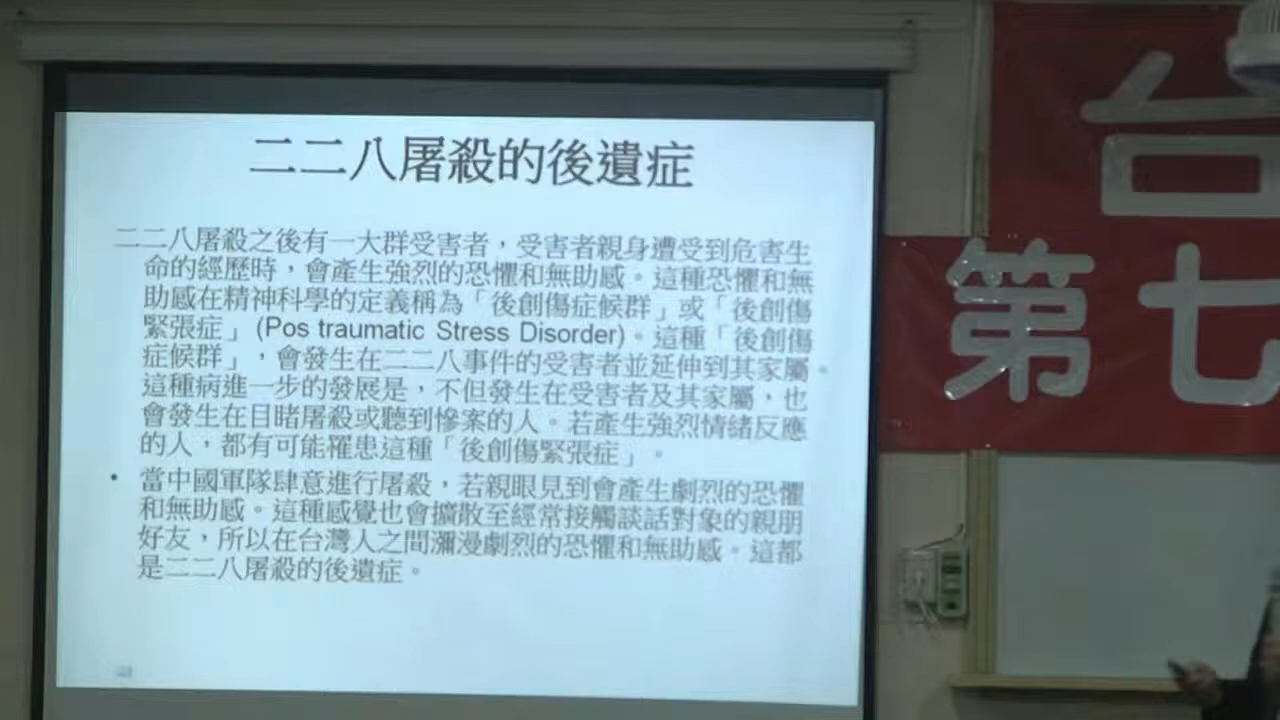 二二八屠殺的後遺症
二二八屠殺之後有一大群受害者，受害者親身遭受到危害生
命的經歷時，會產生強烈的恐懼和無助感。這種恐懼和無
助感在精神科學的定義稱為「後創傷症候群」或「後創傷
緊張症」(Pos traumatic Stress Disorder)。這種「後創傷
症候群」，會發生在二二八事件的受害者並延伸到其家屬。
這種病進一步的發展是，不但發生在受害者及其家屬，也
會發生在目睹屠殺或聽到慘案的人。若產生強烈情緒反應
的人，都有可能罹患這種「後創傷緊張症」。
• 當中國軍隊肆意進行屠殺，若親眼見到會產生劇烈的恐懼
和無助感。這種感覺也會擴散至經常接觸談話對象的親朋
好友，所以在台灣人之間瀰漫劇烈的恐懼和無助感。這都
是二二八屠殺的後遺症。
台
第七